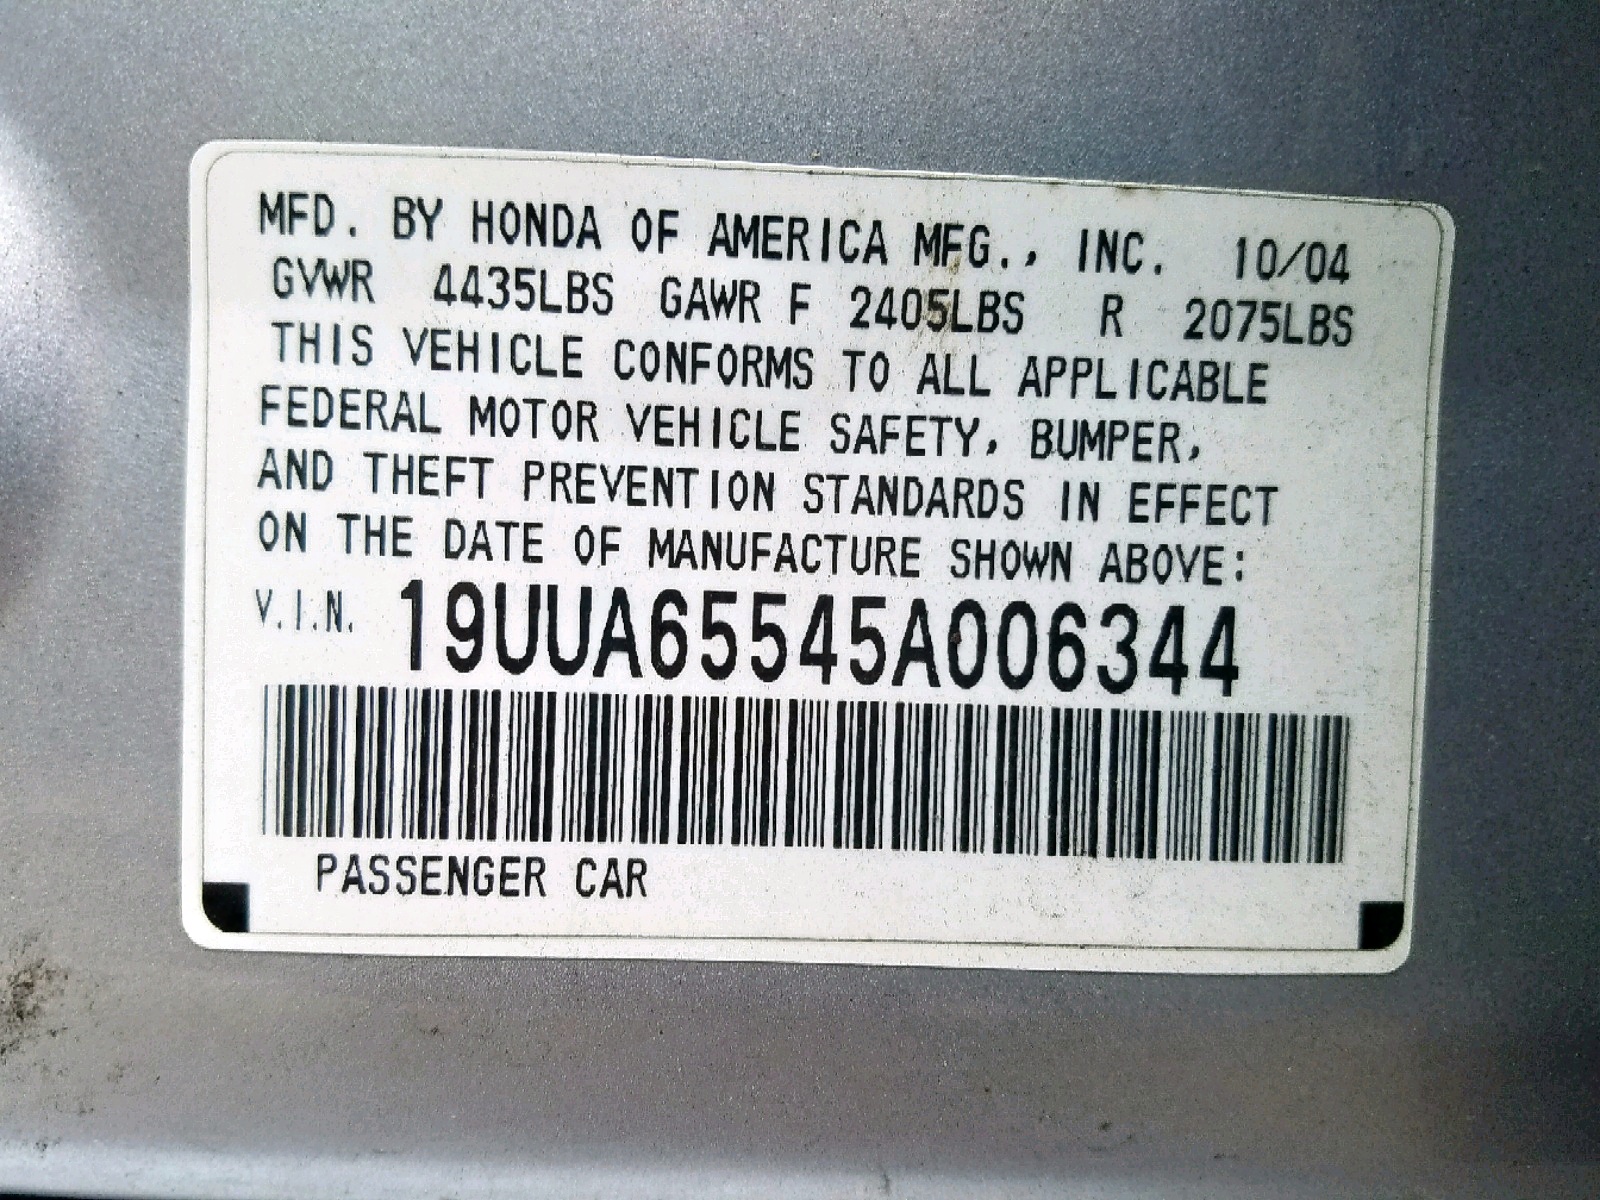 MFD. BY HONDA OF AMERICA MFG., INC. 10/04
GVWR 4435LBS GAWR F 2405LBS R 2075LBS
THIS VEHICLE CONFORMS TO ALL APPLICABLE
FEDERAL MOTOR VEHICLE SAFETY, BUMPER,
AND THEFT PREVENTION STANDARDS IN EFFECT
ON THE DATE OF MANUFACTURE SHOWN ABOVE:
V.I.N. 19UUA65545A006344
PASSENGER CAR